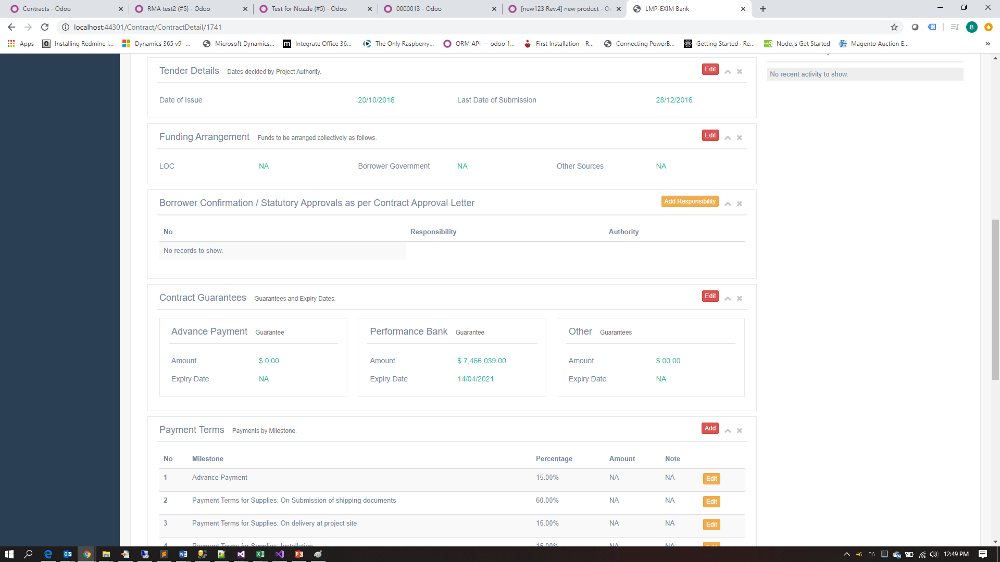 Contracts - Odoo
RMA test2 (#5) - Odoo
Test for Nozzle (#5) - Odoo
0000013 - Odoo
[new123 Rev.4] new product - Oc
LMP-EXIM Bank
localhost:44301/Contract/ContractDetail/1741
B
Apps
Installing Redmine i...
Dynamics 365 v9 -...
Microsoft Dynamics...
Integrate Office 36...
The Only Raspberry...
ORM API — odoo 1...
First Installation - R...
Connecting PowerB...
Getting Started · Re...
Node.js Get Started
Magento Auction E...
»
Tender Details Dates decided by Project Authority. Edit
Date of Issue 20/10/2016 Last Date of Submission 28/12/2016
No recent activity to show.
Funding Arrangement Funds to be arranged collectively as follows. Edit
LOC NA Borrower Government NA Other Sources NA
Borrower Confirmation / Statutory Approvals as per Contract Approval Letter Add Responsibility
No Responsibility Authority
No records to show.
Contract Guarantees Guarantees and Expiry Dates. Edit
Advance Payment Guarantee
Amount $ 0.00
Expiry Date NA
Performance Bank Guarantee
Amount $ 7,466,039.00
Expiry Date 14/04/2021
Other Guarantees
Amount $ 00.00
Expiry Date NA
Payment Terms Payments by Milestone. Add
No Milestone Percentage Amount Note
1 Advance Payment 15.00% NA NA Edit
2 Payment Terms for Supplies: On Submission of shipping documents 60.00% NA NA Edit
3 Payment Terms for Supplies: On delivery at project site 15.00% NA NA Edit
4 Payment Terms for Supplies: Installation 15.00% NA NA Edit
46 86 12:49 PM